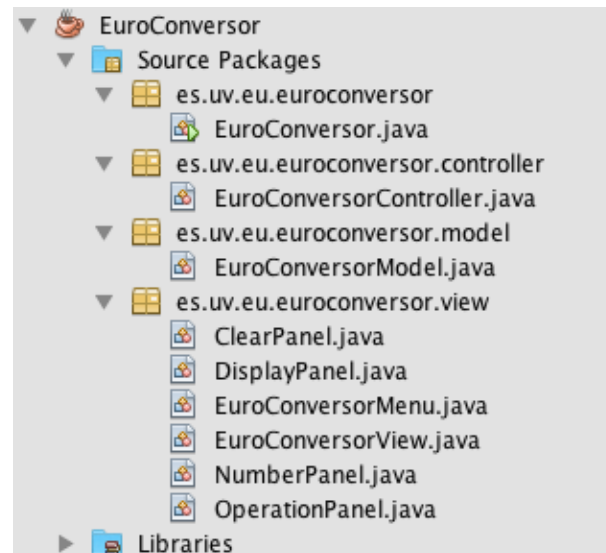 EuroConversor
Source Packages
es.uv.eu.euroconversor
EuroConversor.java
es.uv.eu.euroconversor.controller
EuroConversorController.java
es.uv.eu.euroconversor.model
EuroConversorModel.java
es.uv.eu.euroconversor.view
ClearPanel.java
DisplayPanel.java
EuroConversorMenu.java
EuroConversorView.java
NumberPanel.java
OperationPanel.java
Libraries